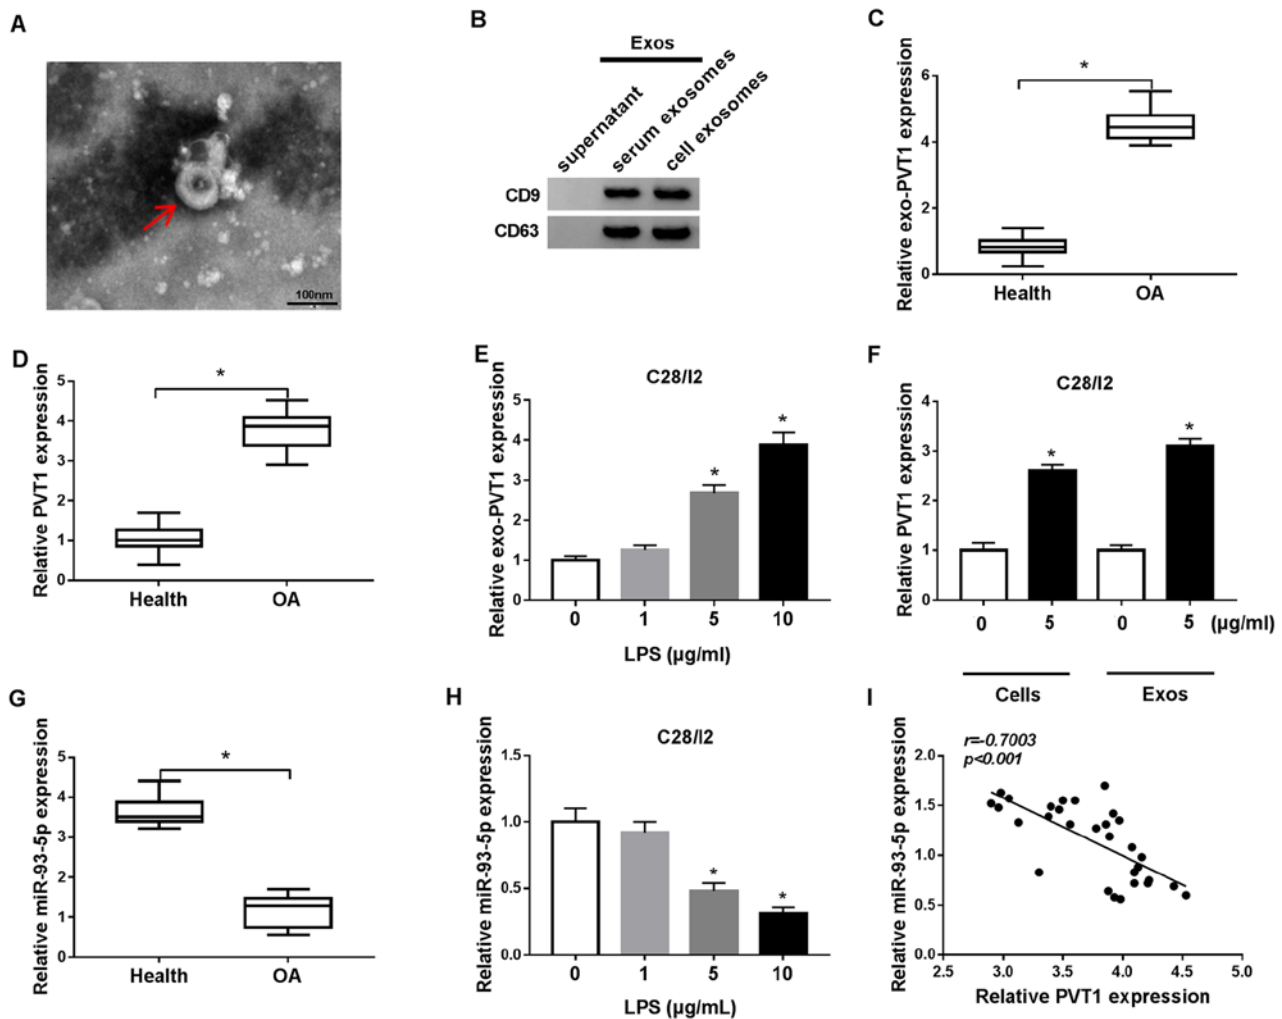 A
100nm
B
Exos
supernatant
serum exosomes
cell exosomes
CD9
CD63
C
Relative exo-PVT1 expression
6
4
2
0
*
Health
OA
D
Relative PVT1 expression
5
4
3
2
1
0
*
Health
OA
E
C28/I2
Relative exo-PVT1 expression
5
4
3
2
1
0
*
*
0 1 5 10
LPS (µg/ml)
F
C28/I2
Relative PVT1 expression
4
3
2
1
0
*
*
0 5 0 5 (µg/ml)
Cells
Exos
G
Relative miR-93-5p expression
5
4
3
2
1
0
*
Health
OA
H
C28/I2
Relative miR-93-5p expression
1.5
1.0
0.5
0.0
*
*
0 1 5 10
LPS (µg/mL)
I
r=-0.7003
p<0.001
Relative miR-93-5p expression
2.0
1.5
1.0
0.5
0.0
2.5 3.0 3.5 4.0 4.5 5.0
Relative PVT1 expression